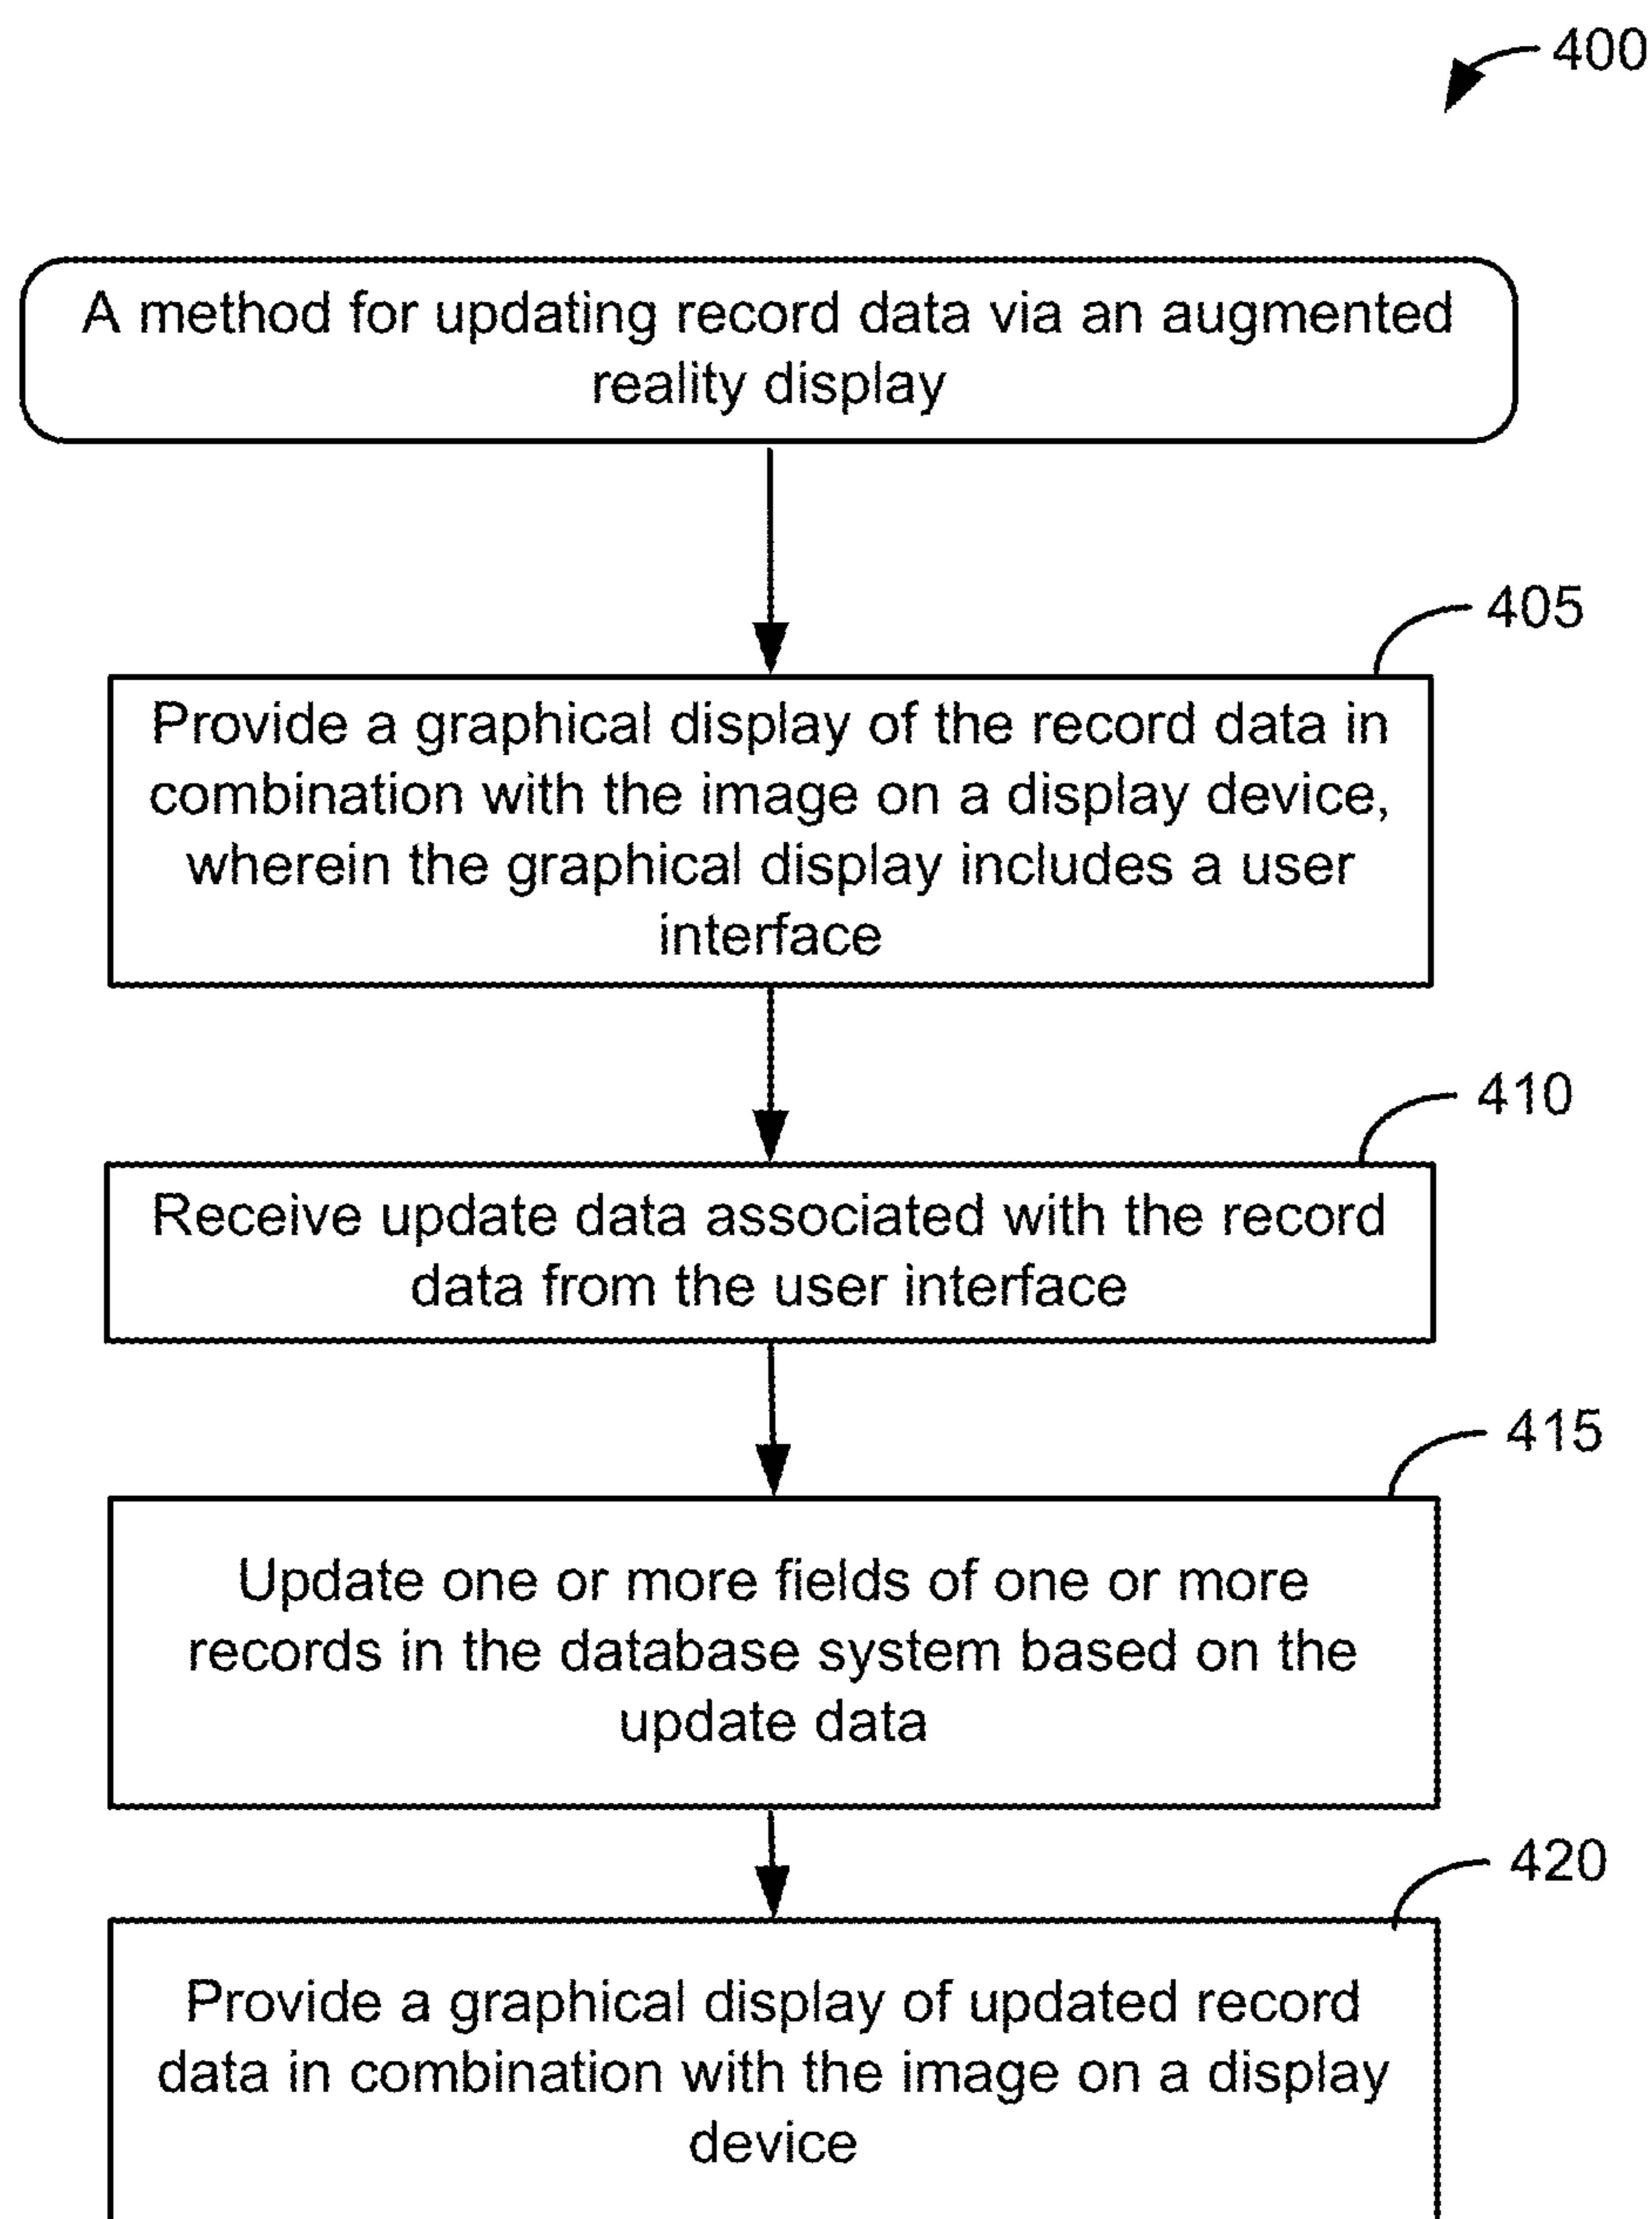 400
A method for updating record data via an augmented
reality display
405
Provide a graphical display of the record data in
combination with the image on a display device,
wherein the graphical display includes a user
interface
410
Receive update data associated with the record
data from the user interface
415
Update one or more fields of one or more
records in the database system based on the
update data
420
Provide a graphical display of updated record
data in combination with the image on a display
device